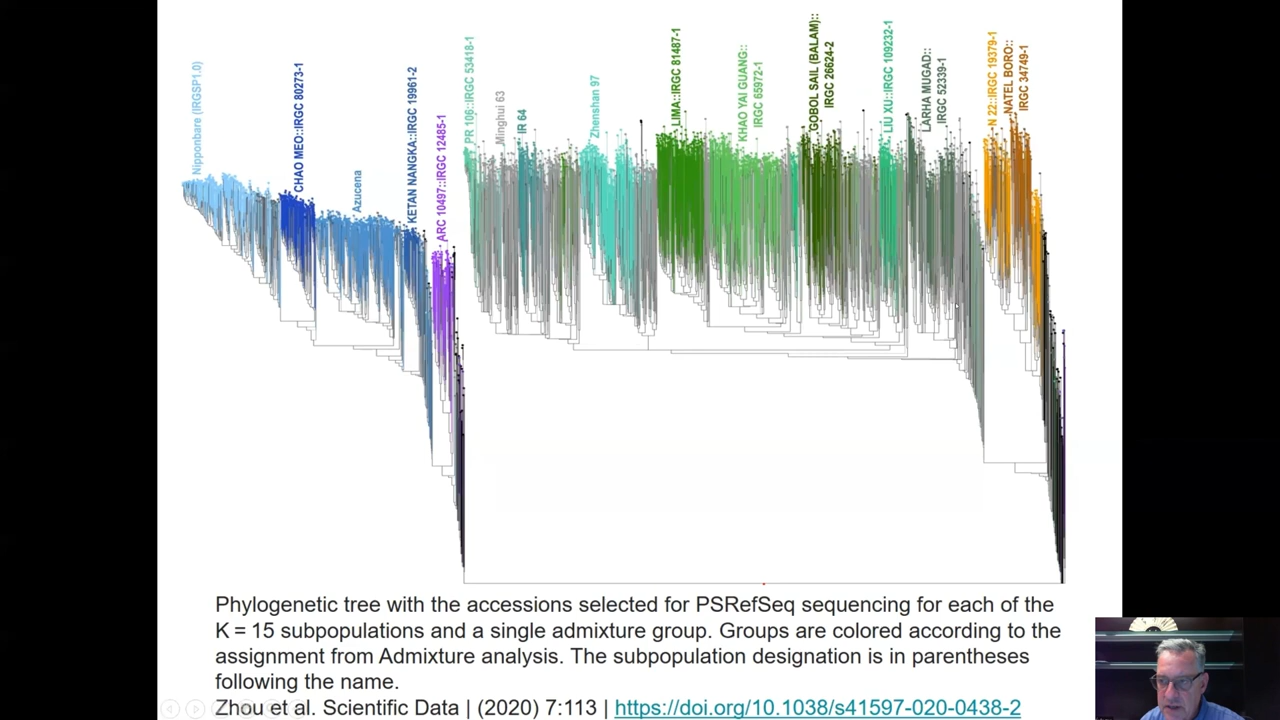 Nipponbare (IRGSP1.0)
CHAO MEO::IRGC 80273-1
Azucena
KETAN NANGKA::IRGC 19961-2
ARC 10497::IRGC 12485-1
PR 106::IRGC 53418-1
Minghui 63
IR 64
Zhenshan 97
LIMA::IRGC 81487-1
KHAO YAI GUANG::
IRGC 65972-1
GOBOL SAIL (BALAM)::
IRGC 26624-2
LIU XU::IRGC 109232-1
LARHA MUGAD::
IRGC 52339-1
N 22::IRGC 19379-1
NATEL BORO::
IRGC 34749-1
Phylogenetic tree with the accessions selected for PSRefSeq sequencing for each of the
K = 15 subpopulations and a single admixture group. Groups are colored according to the
assignment from Admixture analysis. The subpopulation designation is in parentheses
following the name.
Zhou et al. Scientific Data | (2020) 7:113 | https://doi.org/10.1038/s41597-020-0438-2